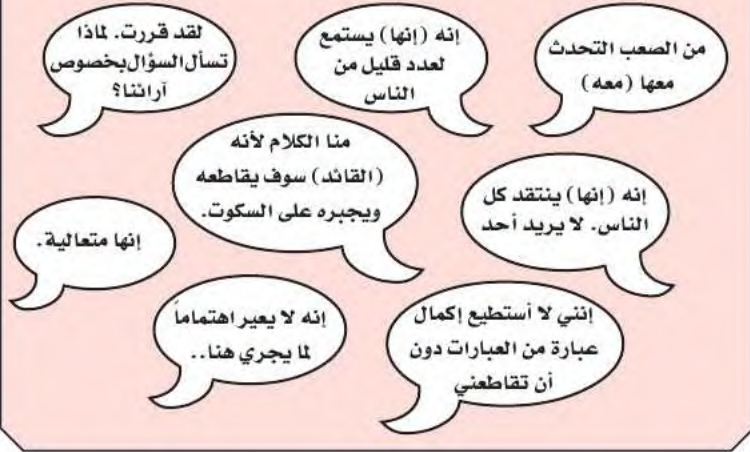 من الصعب التحدث
معها (معه)
إنه (إنها) يستمع
لعدد قليل من
الناس
لقد قررت. لماذا
تسأل السؤال بخصوص
آرائنا؟
إنه (إنها) ينتقد كل
الناس. لا يريد أحد
منا الكلام لأنه
(القائد) سوف يقاطعه
ويجبره على السكوت.
إنها متعالية.
إنني لا أستطيع إكمال
عبارة من العبارات دون
أن تقاطعني
إنه لا يعير اهتماماً
لما يجري هنا..